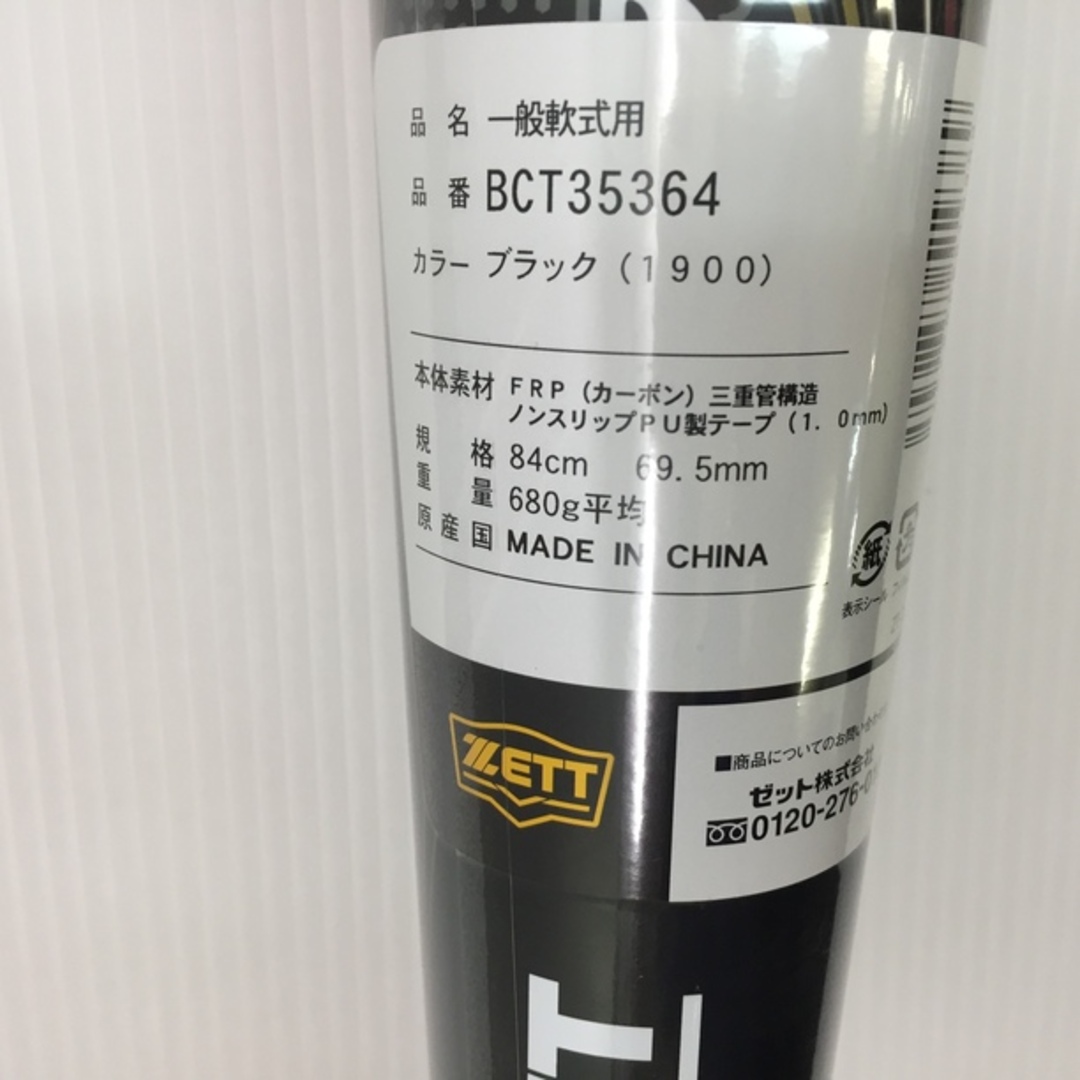 品名 一般軟式用
品番 BCT35364
カラー ブラック（1900）
本体素材 FRP（カーボン）三重管構造
ノンスリップPU製テープ（1.0mm）
規格 84cm 69.5mm
重量 680g平均
原産国 MADE IN CHINA
紙
表示シール
ZETT
■商品についてのお問い合わせ
ゼット株式会社
0120-276-0